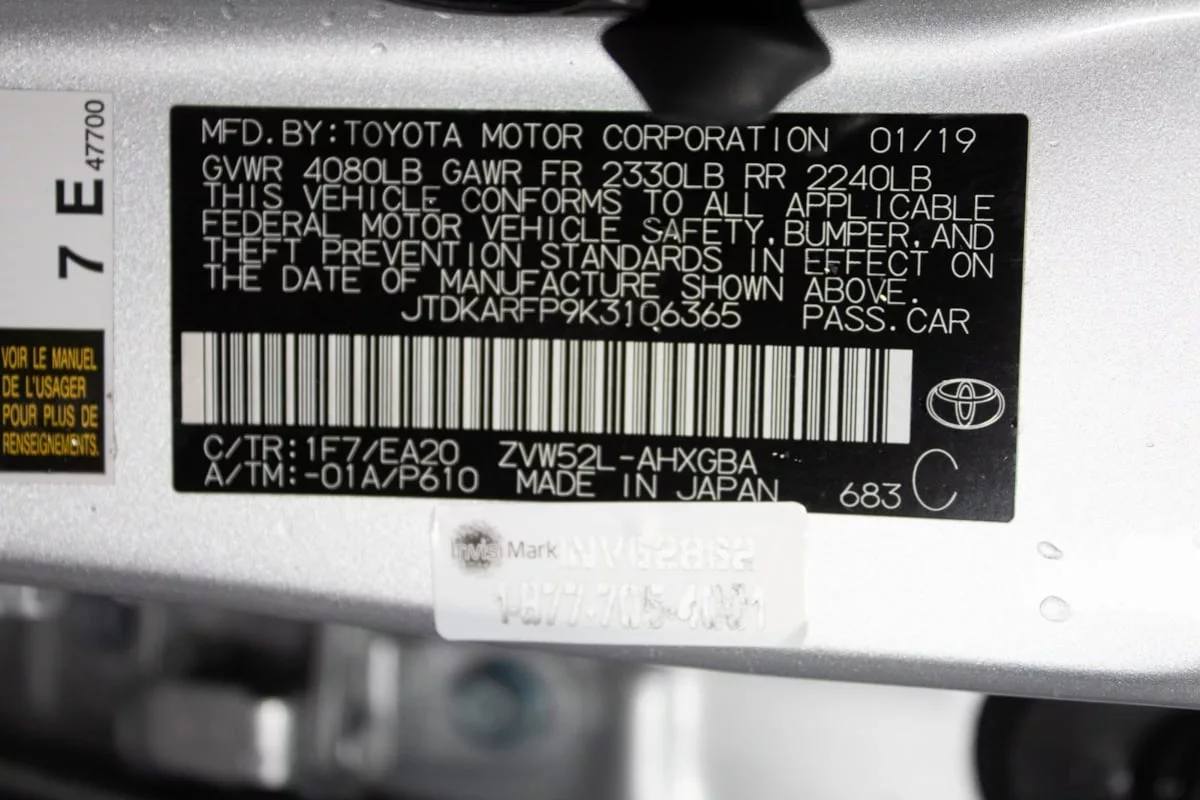 7 E 47700
VOIR LE MANUEL
DE L'USAGER
POUR PLUS DE
RENSEIGNEMENTS.
MFD.BY:TOYOTA MOTOR CORPORATION 01/19
GVWR 4080LB GAWR FR 2330LB RR 2240LB
THIS VEHICLE CONFORMS TO ALL APPLICABLE
FEDERAL MOTOR VEHICLE SAFETY,BUMPER,AND
THEFT PREVENTION STANDARDS IN EFFECT ON
THE DATE OF MANUFACTURE SHOWN ABOVE.
JTDKARFP9K3106365 PASS.CAR
C/TR:1F7/EA20 ZVW52L-AHXGBA
A/TM:-01A/P610 MADE IN JAPAN 683 C
InvisiMark